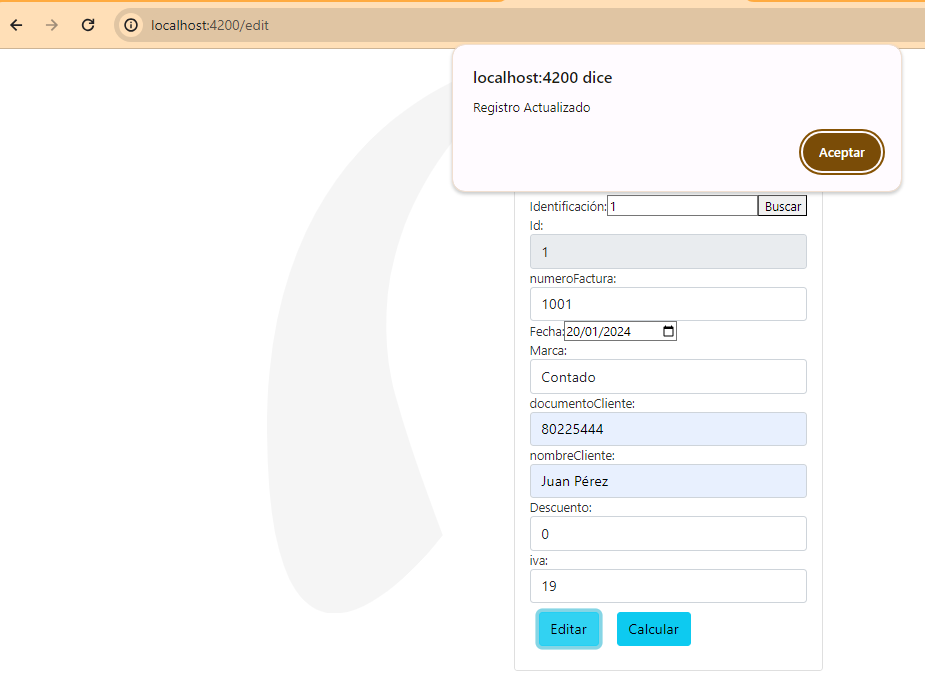 localhost:4200/edit
localhost:4200 dice
Registro Actualizado
Aceptar
Identificación: 1 Buscar
Id:
1
numeroFactura:
1001
Fecha: 20/01/2024
Marca:
Contado
documentoCliente:
80225444
nombreCliente:
Juan Pérez
Descuento:
0
iva:
19
Editar Calcular